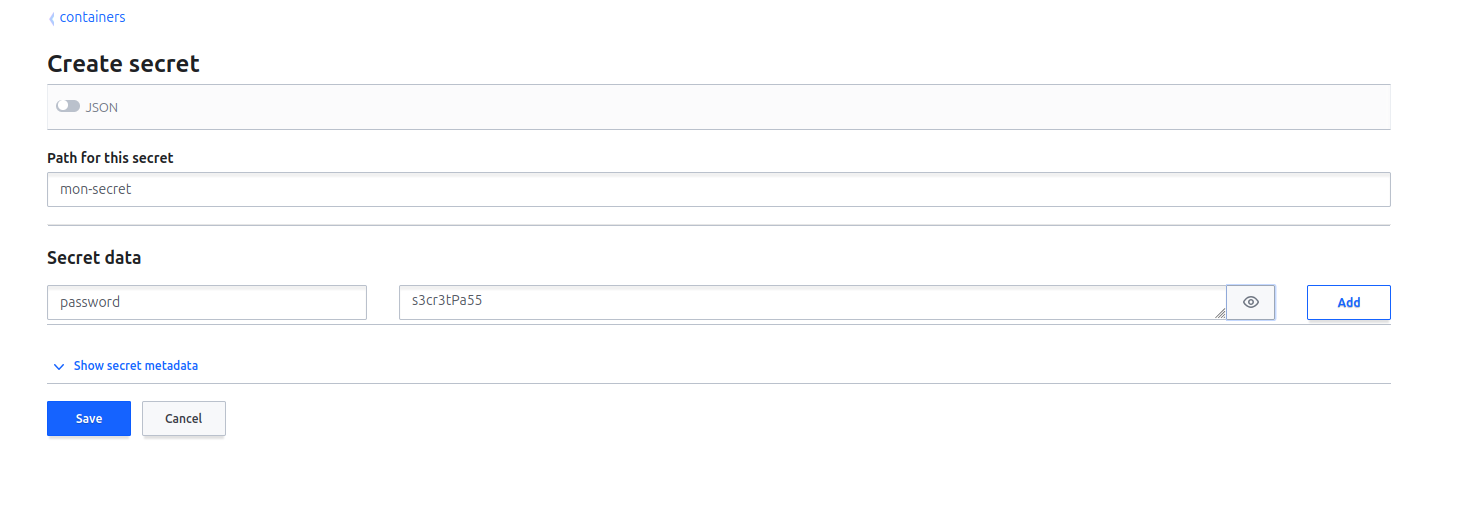 containers
Create secret
JSON
Path for this secret
mon-secret
Secret data
password s3cr3tPa55 Add
Show secret metadata
Save Cancel